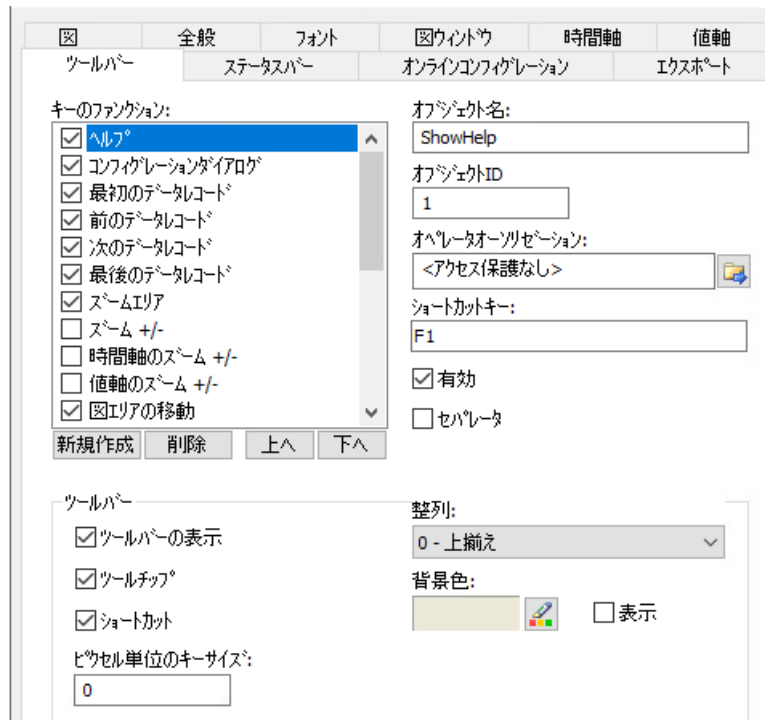 図 全般 ﾌｫﾝﾄ 図ｳｨﾝﾄﾞｳ 時間軸 値軸
ﾂｰﾙﾊﾞｰ ｽﾃｰﾀｽﾊﾞｰ ｵﾝﾗｲﾝｺﾝﾌｨｸﾞﾚｰｼｮﾝ ｴｸｽﾎﾟｰﾄ
ｷｰのﾌｧﾝｸｼｮﾝ:
ﾍﾙﾌﾟ
ｺﾝﾌｨｸﾞﾚｰｼｮﾝﾀﾞｲｱﾛｸﾞ
最初のﾃﾞｰﾀﾚｺｰﾄﾞ
前のﾃﾞｰﾀﾚｺｰﾄﾞ
次のﾃﾞｰﾀﾚｺｰﾄﾞ
最後のﾃﾞｰﾀﾚｺｰﾄﾞ
ｽﾞｰﾑｴﾘｱ
ｽﾞｰﾑ +/-
時間軸のｽﾞｰﾑ +/-
値軸のｽﾞｰﾑ +/-
図ｴﾘｱの移動
新規作成 削除 上へ 下へ
ｵﾌﾞｼﾞｪｸﾄ名:
ShowHelp
ｵﾌﾞｼﾞｪｸﾄID
1
ｵﾍﾟﾚｰﾀｵｰｿﾘｾﾞｰｼｮﾝ:
<ｱｸｾｽ保護なし>
ｼｮｰﾄｶｯﾄｷｰ:
F1
有効
ｾﾊﾟﾚｰﾀ
ﾂｰﾙﾊﾞｰ
ﾂｰﾙﾊﾞｰの表示
ﾂｰﾙﾁｯﾌﾟ
ｼｮｰﾄｶｯﾄ
ﾋﾟｸｾﾙ単位のｷｰｻｲｽﾞ:
0
整列:
0 - 上揃え
背景色:
表示